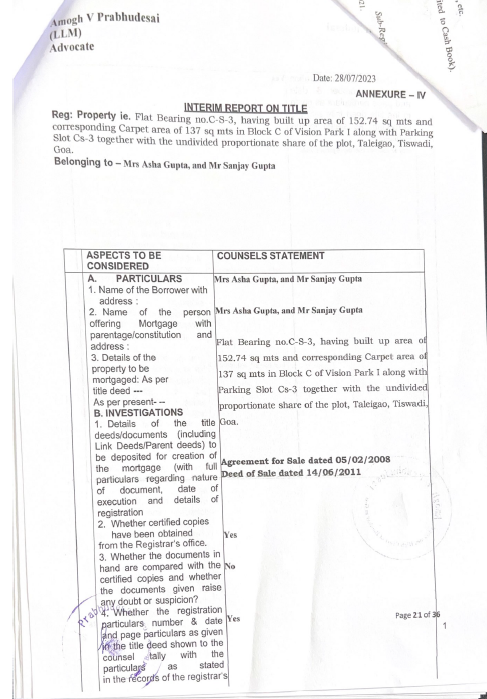 Amogh V Prabhudesai
(LLM)
Advocate
, etc.
ited to Cash Book).
Sub-Reg
Date: 28/07/2023
ANNEXURE – IV
INTERIM REPORT ON TITLE
Reg: Property ie. Flat Bearing no.C-S-3, having built up area of 152.74 sq mts and
corresponding Carpet area of 137 sq mts in Block C of Vision Park I along with Parking
Slot Cs-3 together with the undivided proportionate share of the plot, Taleigao, Tiswadi,
Goa.
Belonging to – Mrs Asha Gupta, and Mr Sanjay Gupta
ASPECTS TO BE
CONSIDERED
COUNSELS STATEMENT
A. PARTICULARS
1. Name of the Borrower with
address :
Mrs Asha Gupta, and Mr Sanjay Gupta
2. Name of the person
offering Mortgage with
parentage/constitution and
address :
Mrs Asha Gupta, and Mr Sanjay Gupta
3. Details of the
property to be
mortgaged: As per
title deed ---
As per present- --
Flat Bearing no.C-S-3, having built up area of
152.74 sq mts and corresponding Carpet area of
137 sq mts in Block C of Vision Park I along with
Parking Slot Cs-3 together with the undivided
proportionate share of the plot, Taleigao, Tiswadi,
Goa.
B. INVESTIGATIONS
1. Details of the title
deeds/documents (including
Link Deeds/Parent deeds) to
be deposited for creation of
the mortgage (with full
particulars regarding nature
of document, date of
execution and details of
registration
Agreement for Sale dated 05/02/2008
Deed of Sale dated 14/06/2011
2. Whether certified copies
have been obtained
from the Registrar's office.
Yes
3. Whether the documents in
hand are compared with the
certified copies and whether
the documents given raise
any doubt or suspicion?
No
4. Whether the registration
particulars number & date
and page particulars as given
in the title deed shown to the
counsel tally with the
particulars as stated
in the records of the registrar's
Yes
Page 21 of 36
1